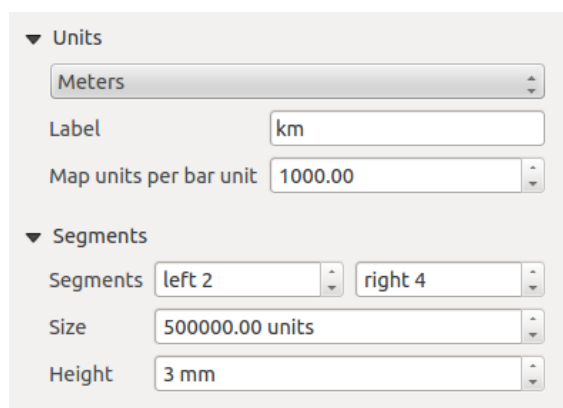 Units
Meters
Label km
Map units per bar unit 1000.00
Segments
Segments left 2 right 4
Size 500000.00 units
Height 3 mm